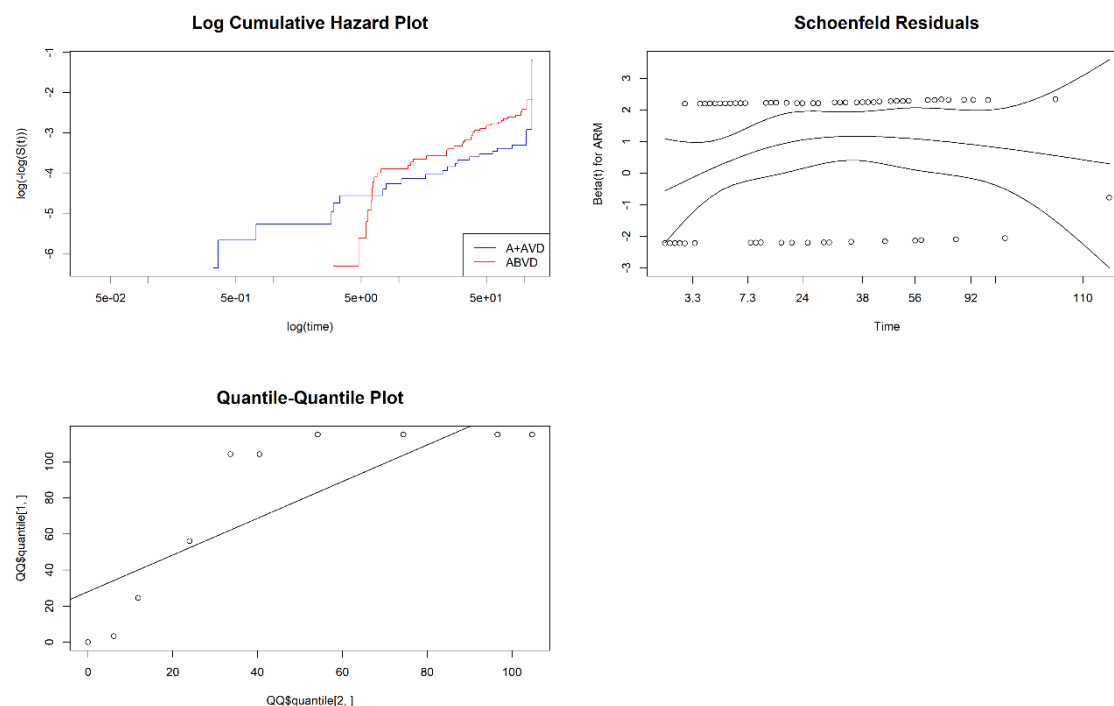 Log Cumulative Hazard Plot
log(-log(S(t)))
-1
-2
-3
-4
-5
-6
A+AVD
ABVD
5e-02 5e-01 5e+00 5e+01
log(time)
Schoenfeld Residuals
Beta(t) for ARM
3
2
1
0
-1
-2
-3
3.3 7.3 24 38 56 92 110
Time
Quantile-Quantile Plot
QQ$quantile[1, ]
100
80
60
40
20
0
0 20 40 60 80 100
QQ$quantile[2, ]